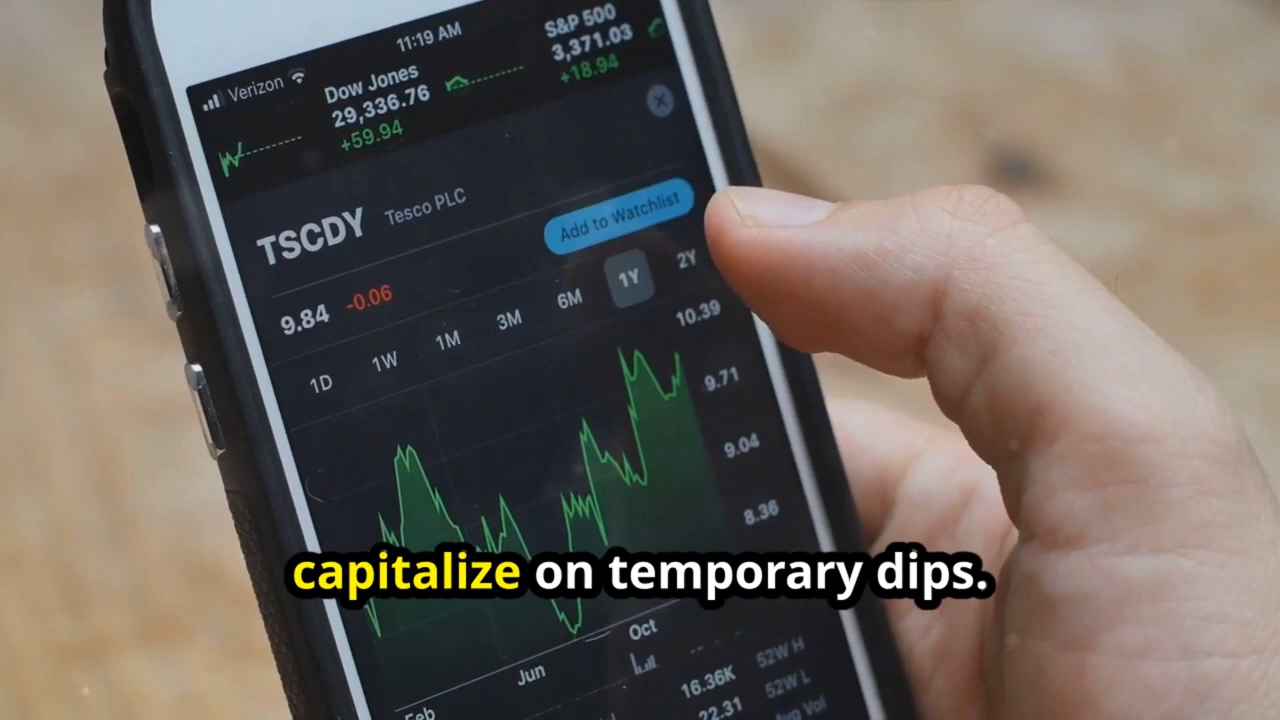 11:19 AM
Verizon
Dow Jones
29,336.76
+59.94
S&P 500
3,371.03
+18.94
TSCDY Tesco PLC
Add to Watchlist
9.84 -0.06
1D 1W 1M 3M 6M 1Y 2Y
10.39
9.71
9.04
8.36
capitalize on temporary dips.
Feb Jun Oct
16.36K 52W H
22.31 52W L
Avg Vol